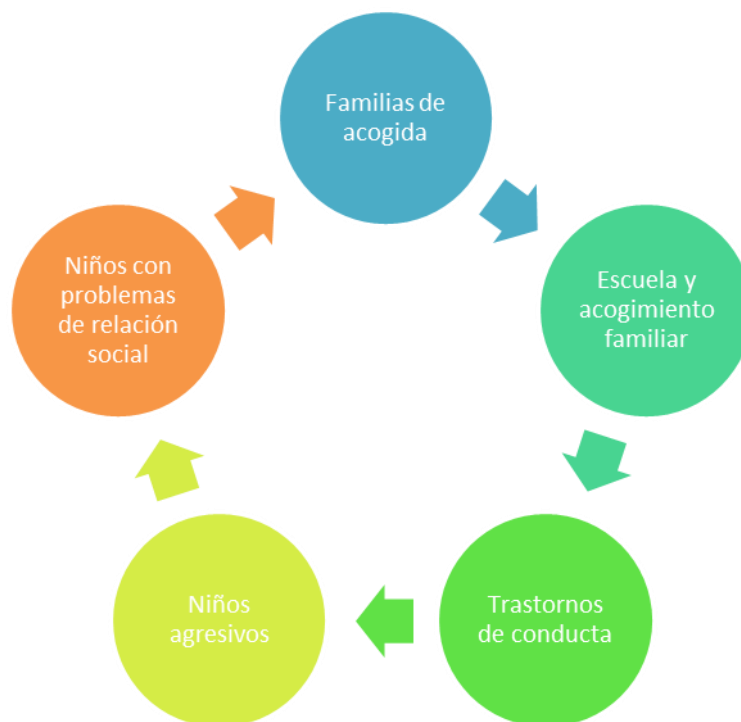 Familias de
acogida
Escuela y
acogimiento
familiar
Trastornos
de conducta
Niños
agresivos
Niños con
problemas
de relación
social